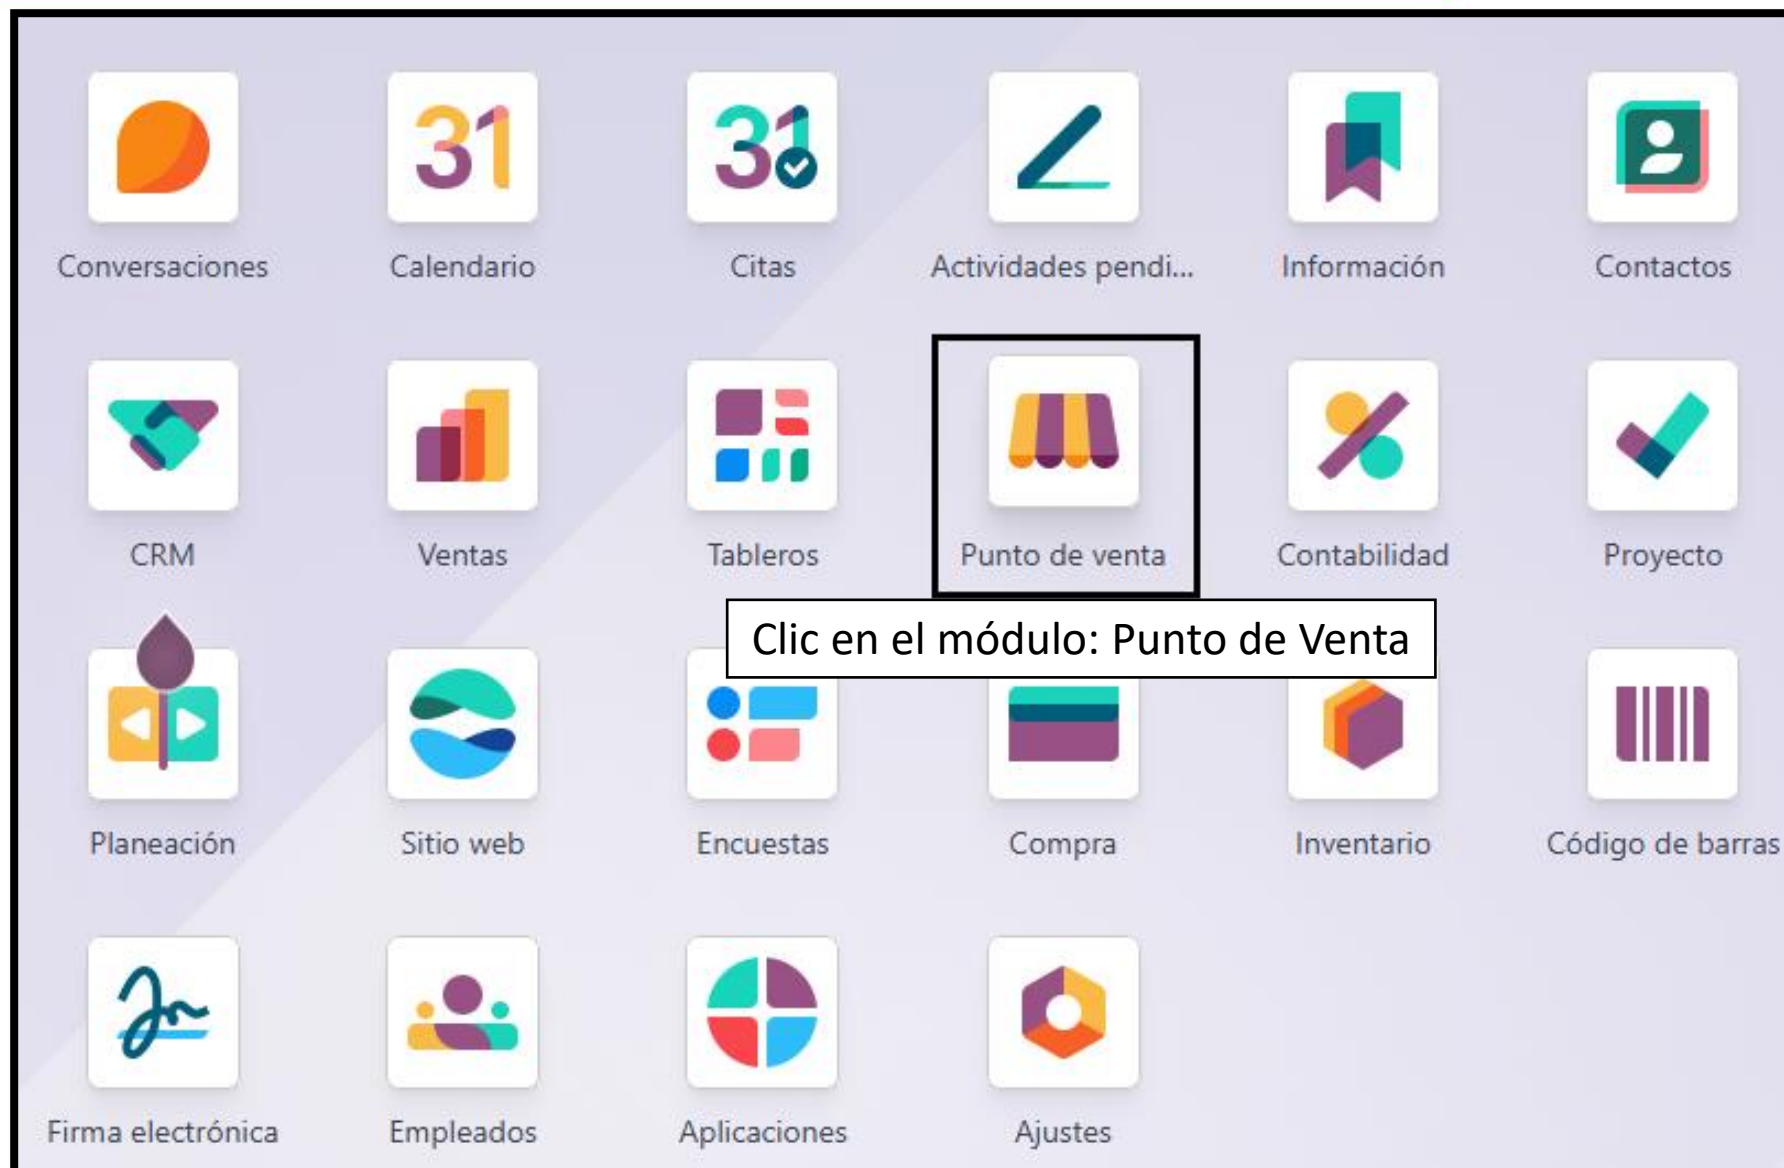 31
31
Conversaciones
Calendario
Citas
Actividades pendi...
Información
Contactos
CRM
Ventas
Tableros
Punto de venta
Contabilidad
Proyecto
Clic en el módulo: Punto de Venta
Planeación
Sitio web
Encuestas
Compra
Inventario
Código de barras
Firma electrónica
Empleados
Aplicaciones
Ajustes